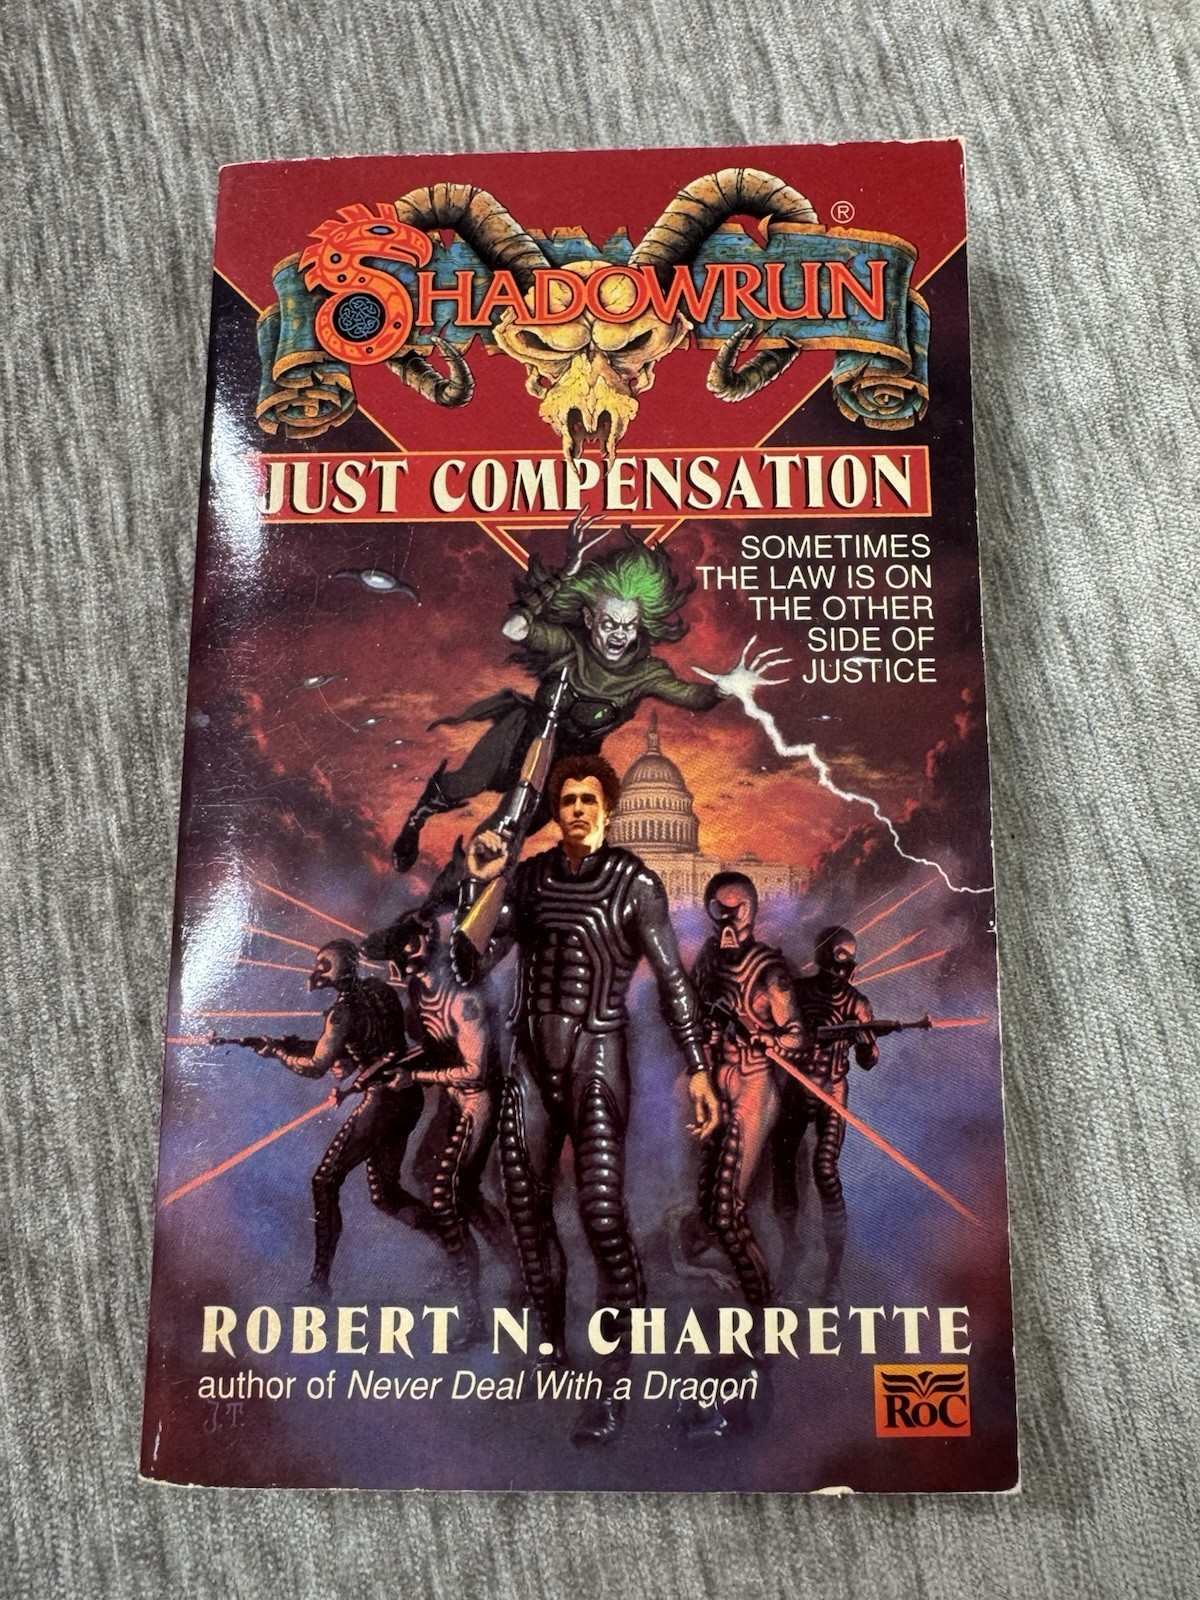 SHADOWRUN ®
JUST COMPENSATION
SOMETIMES
THE LAW IS ON
THE OTHER
SIDE OF
JUSTICE
ROBERT N. CHARRETTE
author of Never Deal With a Dragon
J.T.
ROC